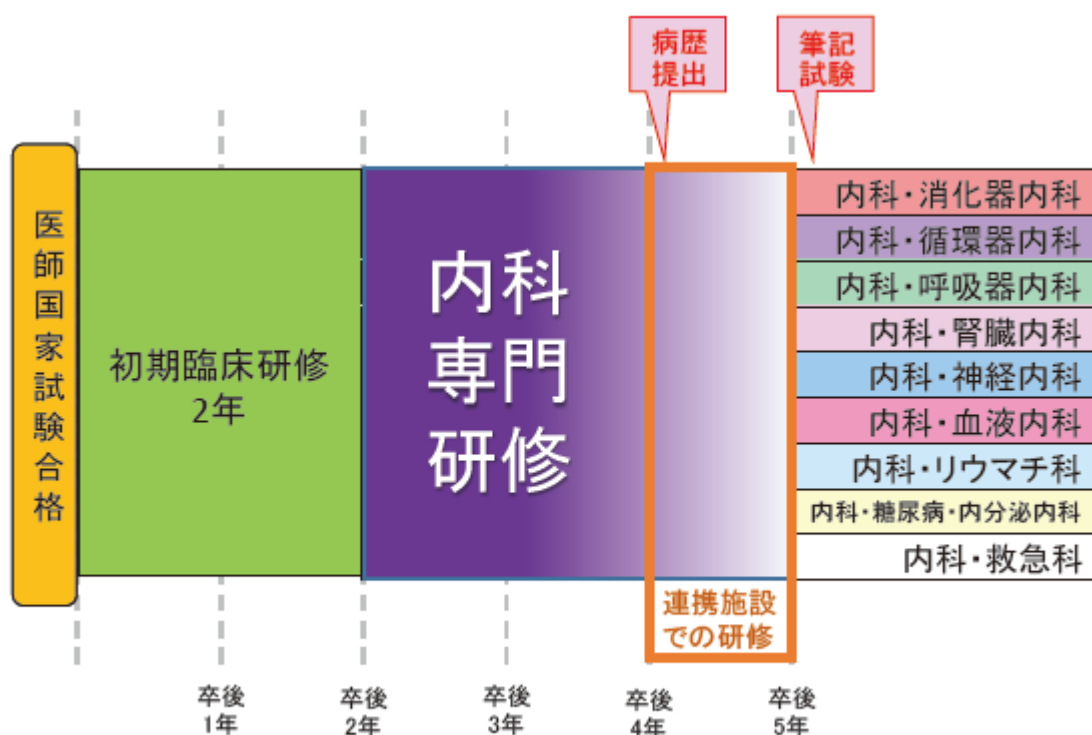 病歴
提出
筆記
試験
医師国家試験合格
初期臨床研修
2年
内科
専門
研修
内科・消化器内科
内科・循環器内科
内科・呼吸器内科
内科・腎臓内科
内科・神経内科
内科・血液内科
内科・リウマチ科
内科・糖尿病・内分泌内科
内科・救急科
連携施設
での研修
卒後
1年
卒後
2年
卒後
3年
卒後
4年
卒後
5年